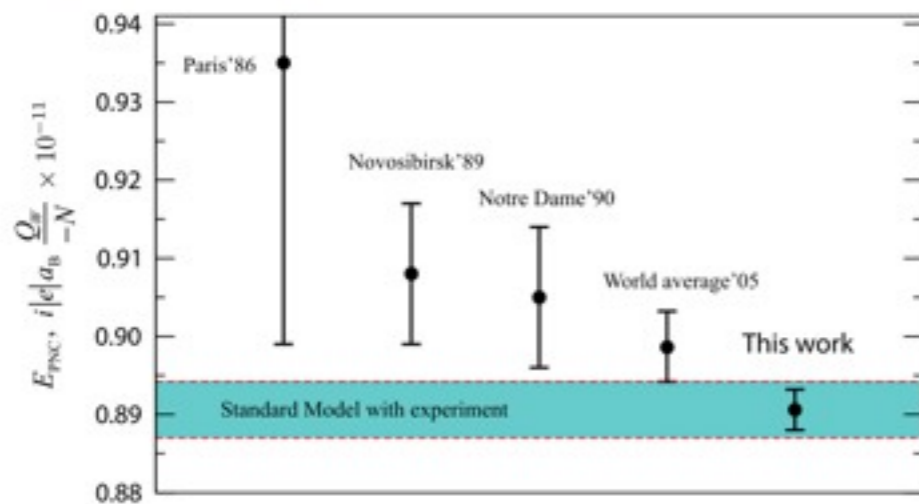 0.94
0.93
0.92
0.91
0.90
0.89
0.88
E_PNC, i|e|a_B Q_W/−N × 10^−11
Paris'86
Novosibirsk'89
Notre Dame'90
World average'05
This work
Standard Model with experiment